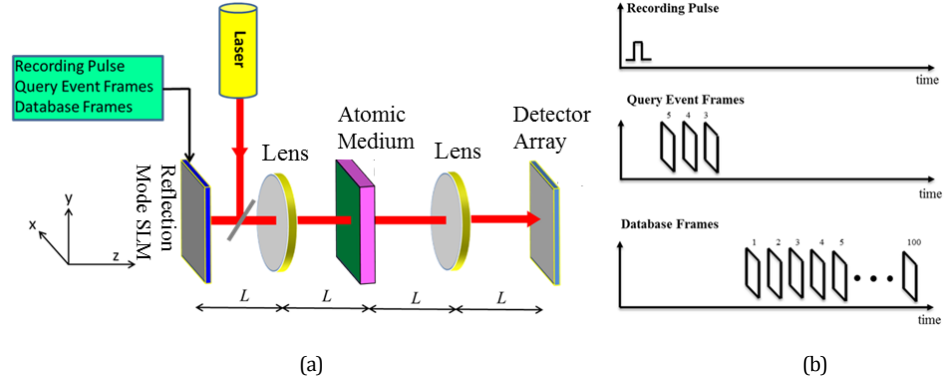 Laser
Recording Pulse
Query Event Frames
Database Frames
Reflection
Mode SLM
Lens
Atomic
Medium
Lens
Detector
Array
y
x
z
L
L
L
L
(a)
Recording Pulse
time
Query Event Frames
5 4 3
time
Database Frames
1 2 3 4 5 100
time
(b)